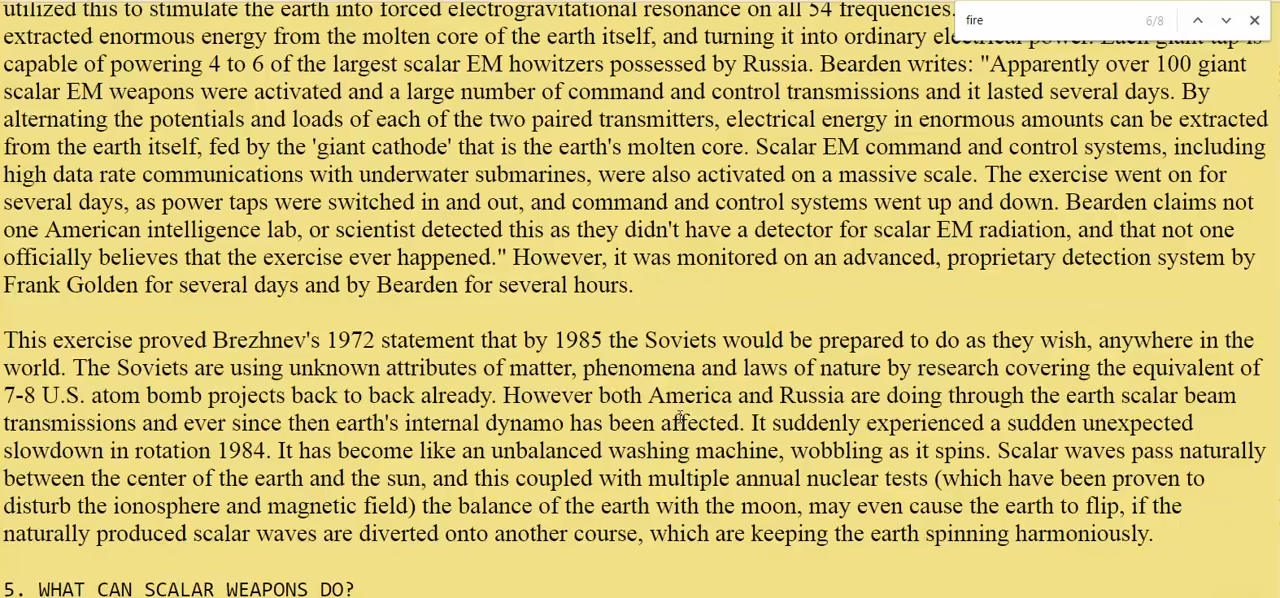 utilized this to stimulate the earth into forced electrogravitational resonance on all 54 frequencies.
fire 6/8
extracted enormous energy from the molten core of the earth itself, and turning it into ordinary electrical power. Each giant tap is
capable of powering 4 to 6 of the largest scalar EM howitzers possessed by Russia. Bearden writes: "Apparently over 100 giant
scalar EM weapons were activated and a large number of command and control transmissions and it lasted several days. By
alternating the potentials and loads of each of the two paired transmitters, electrical energy in enormous amounts can be extracted
from the earth itself, fed by the 'giant cathode' that is the earth's molten core. Scalar EM command and control systems, including
high data rate communications with underwater submarines, were also activated on a massive scale. The exercise went on for
several days, as power taps were switched in and out, and command and control systems went up and down. Bearden claims not
one American intelligence lab, or scientist detected this as they didn't have a detector for scalar EM radiation, and that not one
officially believes that the exercise ever happened." However, it was monitored on an advanced, proprietary detection system by
Frank Golden for several days and by Bearden for several hours.
This exercise proved Brezhnev's 1972 statement that by 1985 the Soviets would be prepared to do as they wish, anywhere in the
world. The Soviets are using unknown attributes of matter, phenomena and laws of nature by research covering the equivalent of
7-8 U.S. atom bomb projects back to back already. However both America and Russia are doing through the earth scalar beam
transmissions and ever since then earth's internal dynamo has been affected. It suddenly experienced a sudden unexpected
slowdown in rotation 1984. It has become like an unbalanced washing machine, wobbling as it spins. Scalar waves pass naturally
between the center of the earth and the sun, and this coupled with multiple annual nuclear tests (which have been proven to
disturb the ionosphere and magnetic field) the balance of the earth with the moon, may even cause the earth to flip, if the
naturally produced scalar waves are diverted onto another course, which are keeping the earth spinning harmoniously.
5. WHAT CAN SCALAR WEAPONS DO?